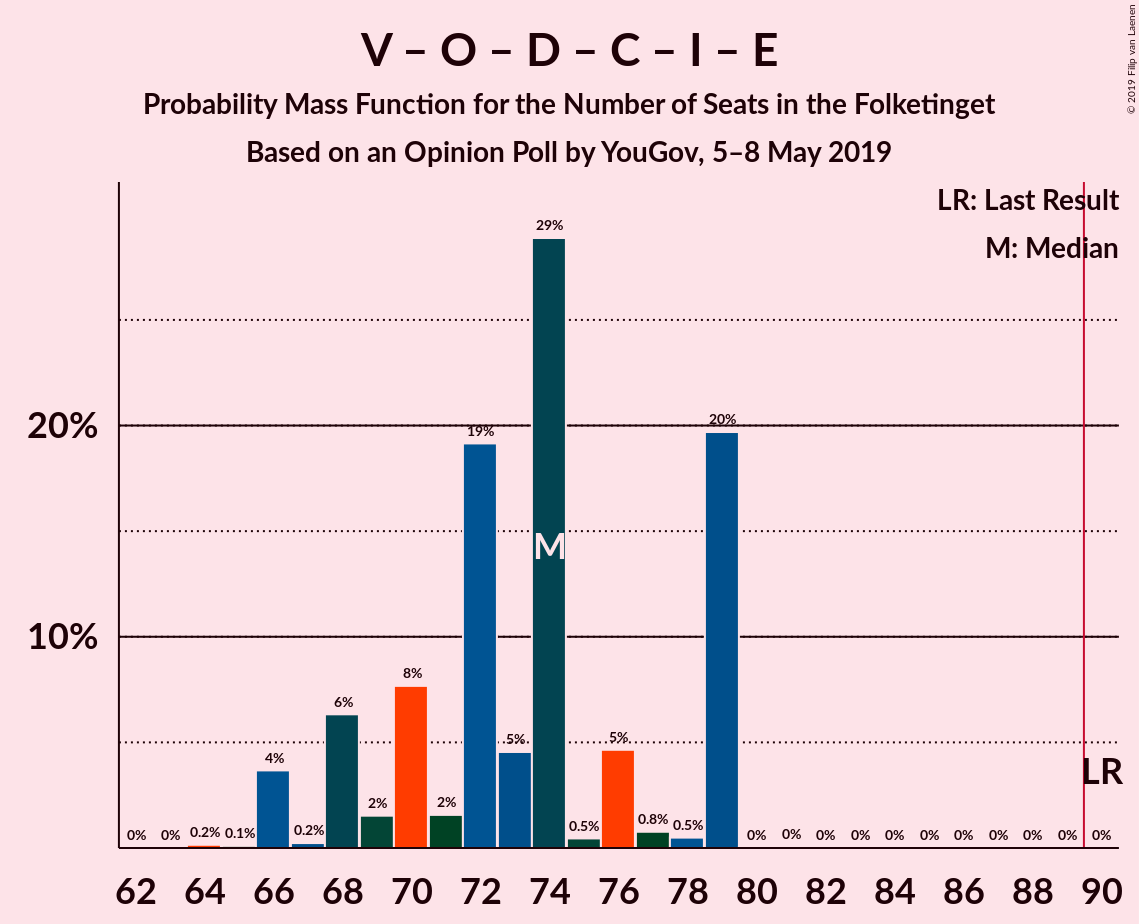 V – O – D – C – I – E
Probability Mass Function for the Number of Seats in the Folketinget
Based on an Opinion Poll by YouGov, 5–8 May 2019
© 2019 Filip van Laenen
LR: Last Result
M: Median
29%
20%
20%
19%
M
10%
8%
6%
4%
5%
5%
LR
2%
2%
0% 0% 0.2% 0.1% 0.2% 0.5% 0.8% 0.5% 0% 0% 0% 0% 0% 0% 0% 0% 0% 0% 0%
62 64 66 68 70 72 74 76 78 80 82 84 86 88 90